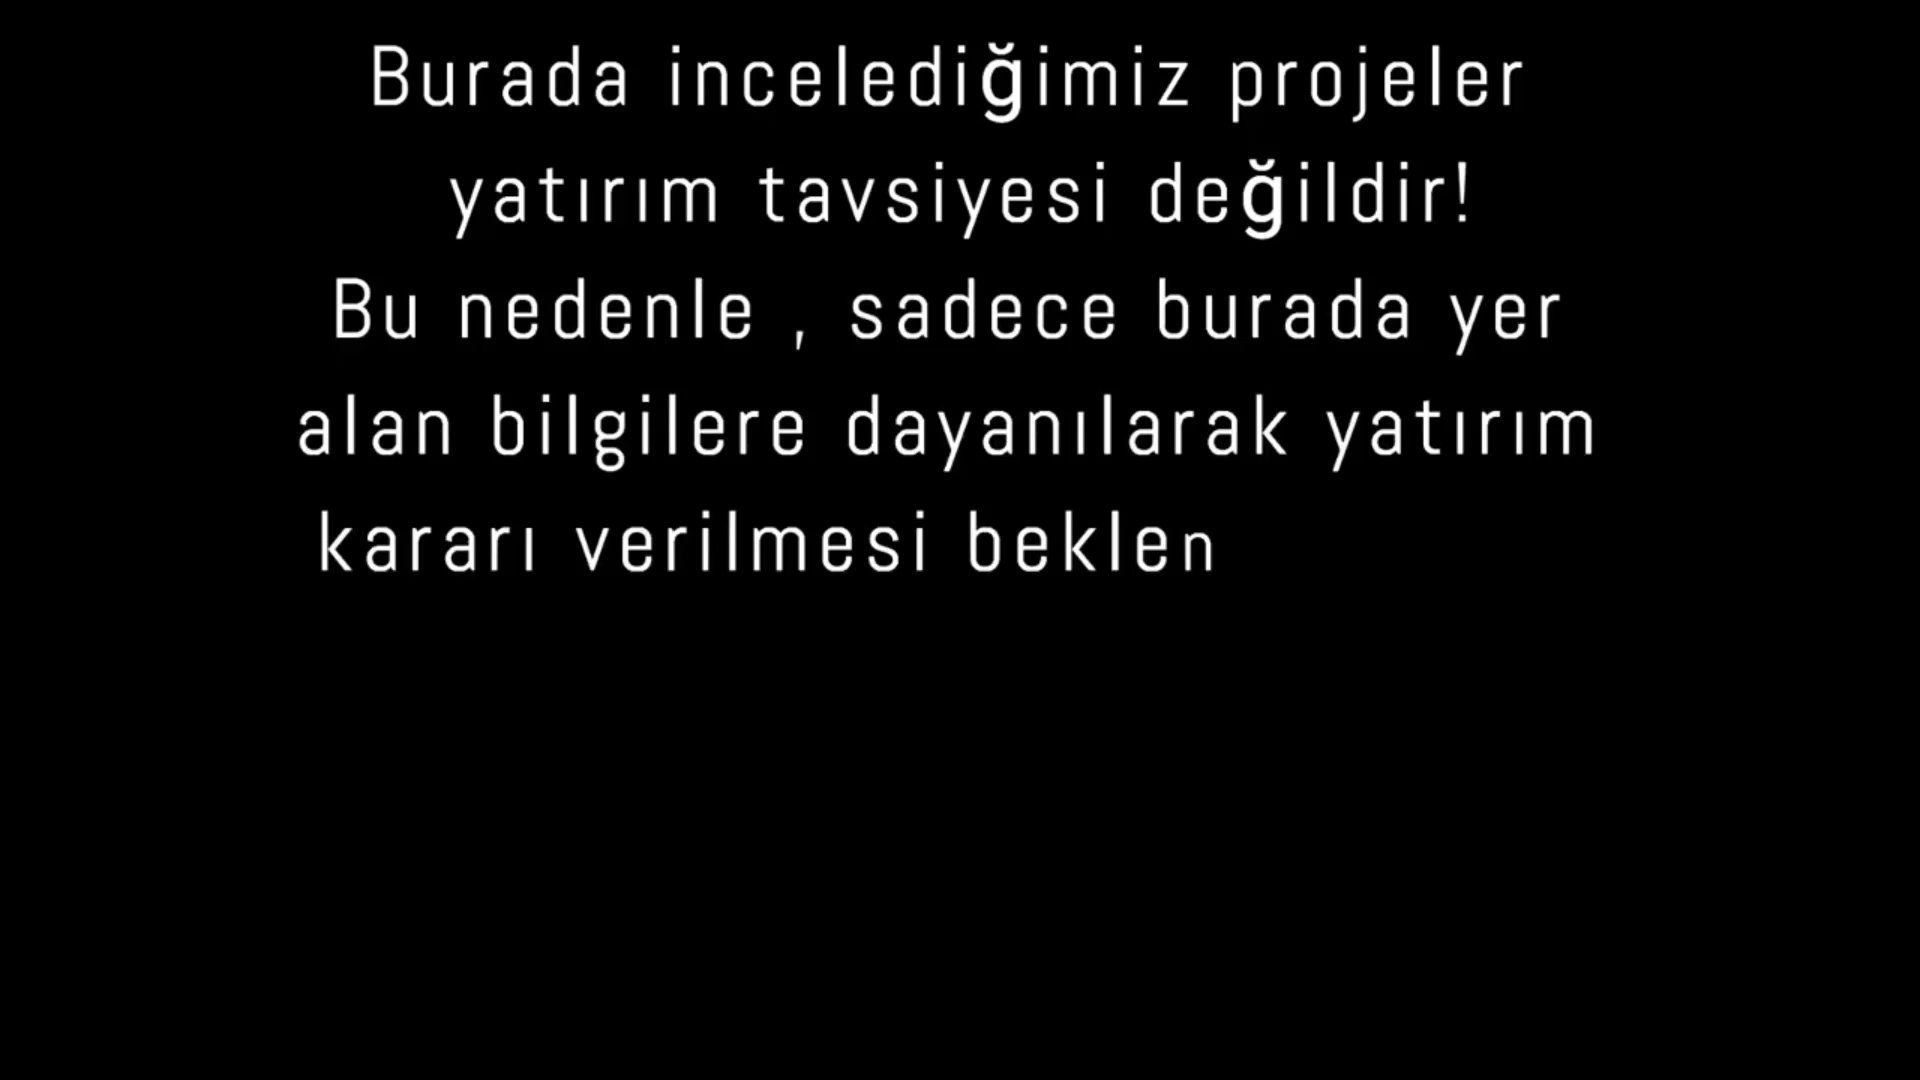 Burada incelediğimiz projeler
yatırım tavsiyesi değildir!
Bu nedenle , sadece burada yer
alan bilgilere dayanılarak yatırım
kararı verilmesi beklen